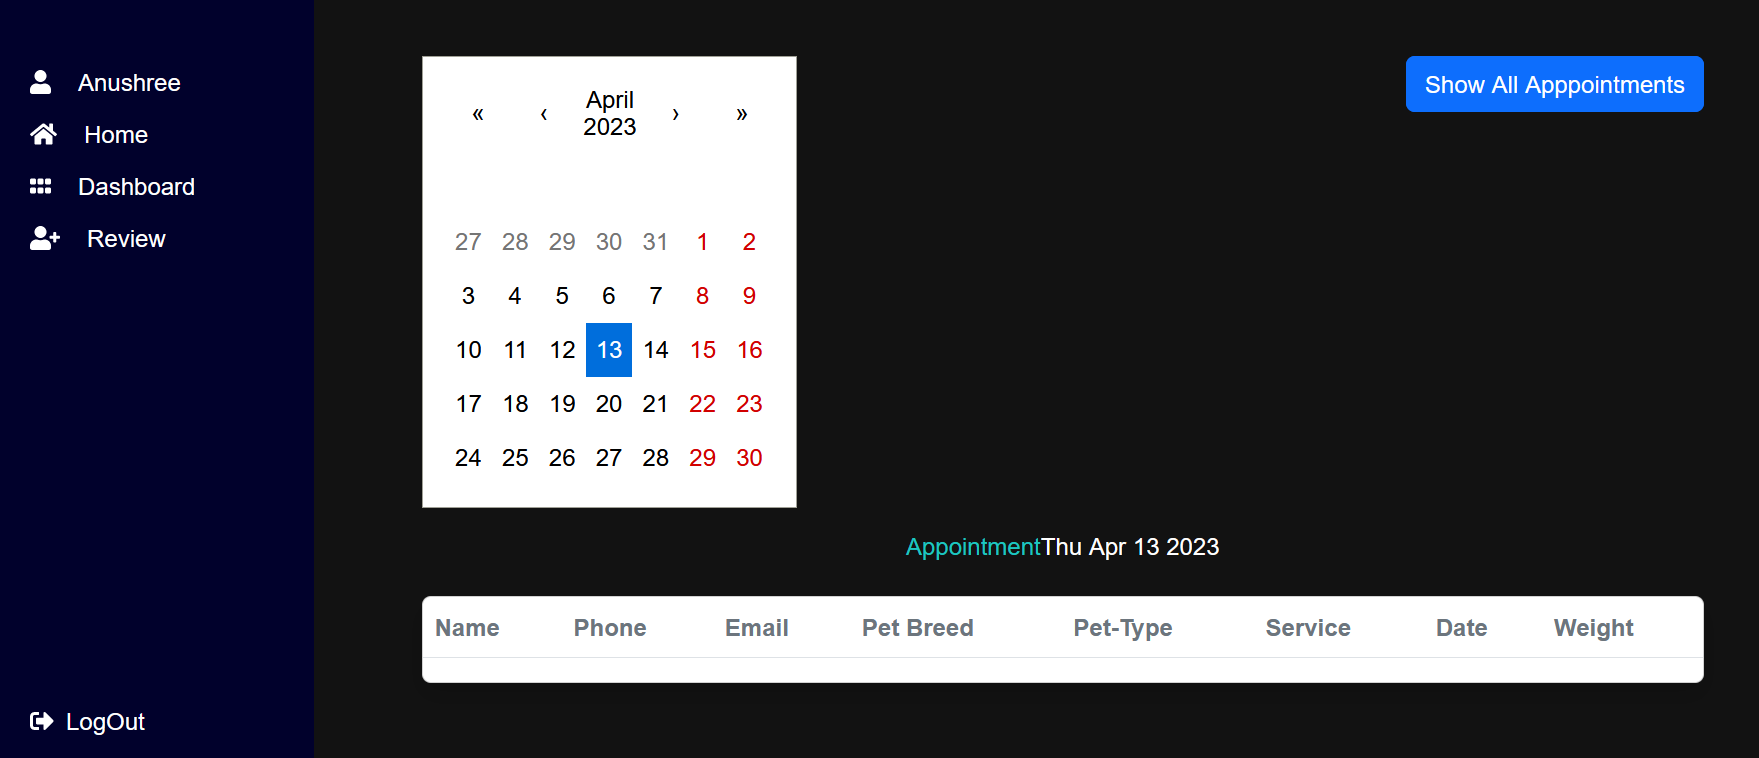 Anushree
Home
Dashboard
Review
LogOut
« ‹ April 2023 › »
27 28 29 30 31 1 2
3 4 5 6 7 8 9
10 11 12 13 14 15 16
17 18 19 20 21 22 23
24 25 26 27 28 29 30
Show All Apppointments
AppointmentThu Apr 13 2023
Name Phone Email Pet Breed Pet-Type Service Date Weight